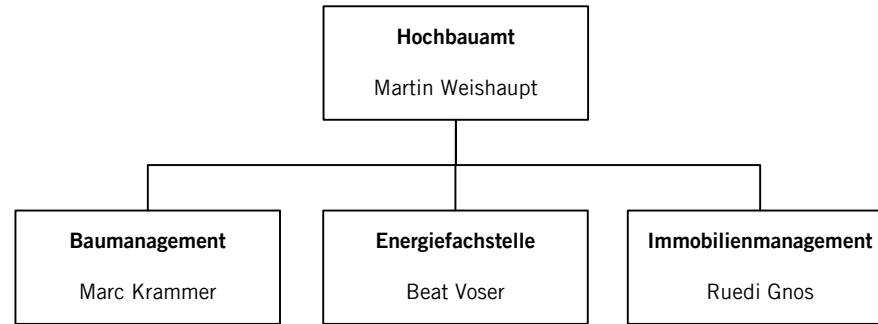 Hochbauamt
Martin Weishaupt
Baumanagement
Marc Krammer
Energiefachstelle
Beat Voser
Immobilienmanagement
Ruedi Gnos